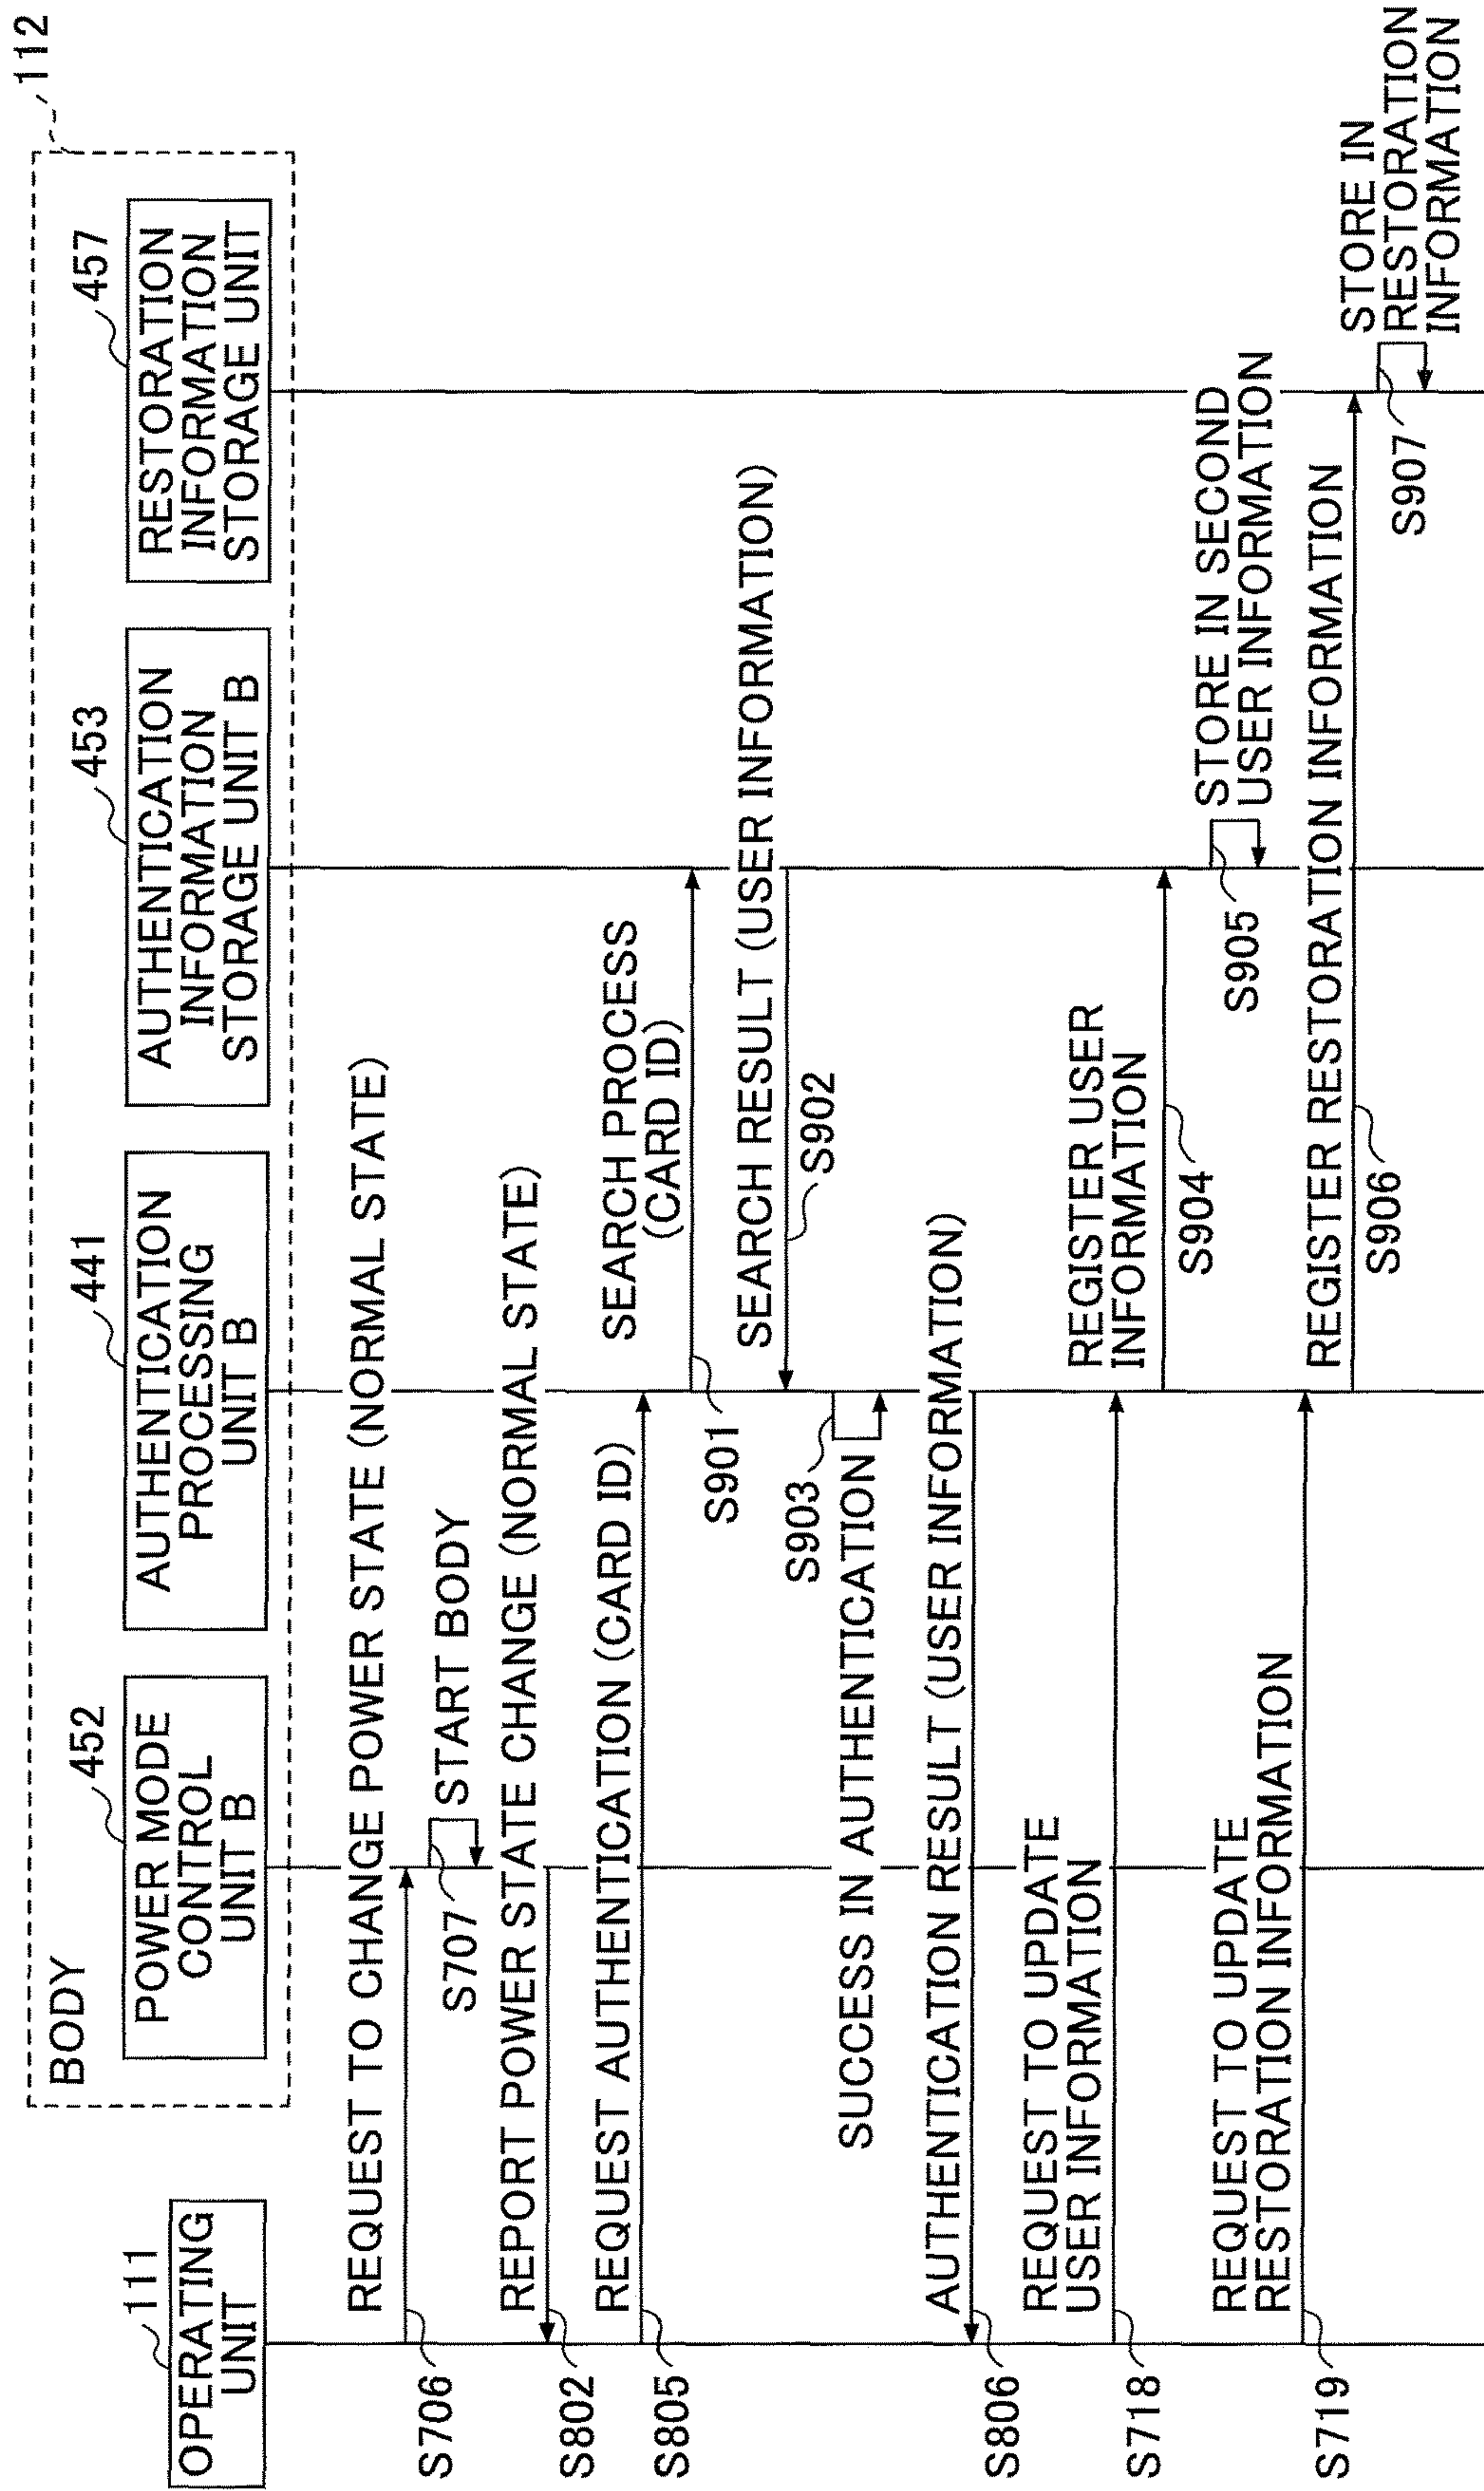 112
BODY
111
452
441
453
457
OPERATING
UNIT
POWER MODE
CONTROL
UNIT B
AUTHENTICATION
PROCESSING
UNIT B
AUTHENTICATION
INFORMATION
STORAGE UNIT B
RESTORATION
INFORMATION
STORAGE UNIT
REQUEST TO CHANGE POWER STATE (NORMAL STATE)
S706
START BODY
S707
REPORT POWER STATE CHANGE (NORMAL STATE)
S802
REQUEST AUTHENTICATION (CARD ID)
S805
SEARCH PROCESS
(CARD ID)
S901
SEARCH RESULT (USER INFORMATION)
S902
S903
SUCCESS IN AUTHENTICATION
AUTHENTICATION RESULT (USER INFORMATION)
S806
REQUEST TO UPDATE
USER INFORMATION
S718
REGISTER USER
INFORMATION
S904
STORE IN SECOND
USER INFORMATION
S905
REQUEST TO UPDATE
RESTORATION INFORMATION
S719
REGISTER RESTORATION INFORMATION
S906
STORE IN
RESTORATION
INFORMATION
S907